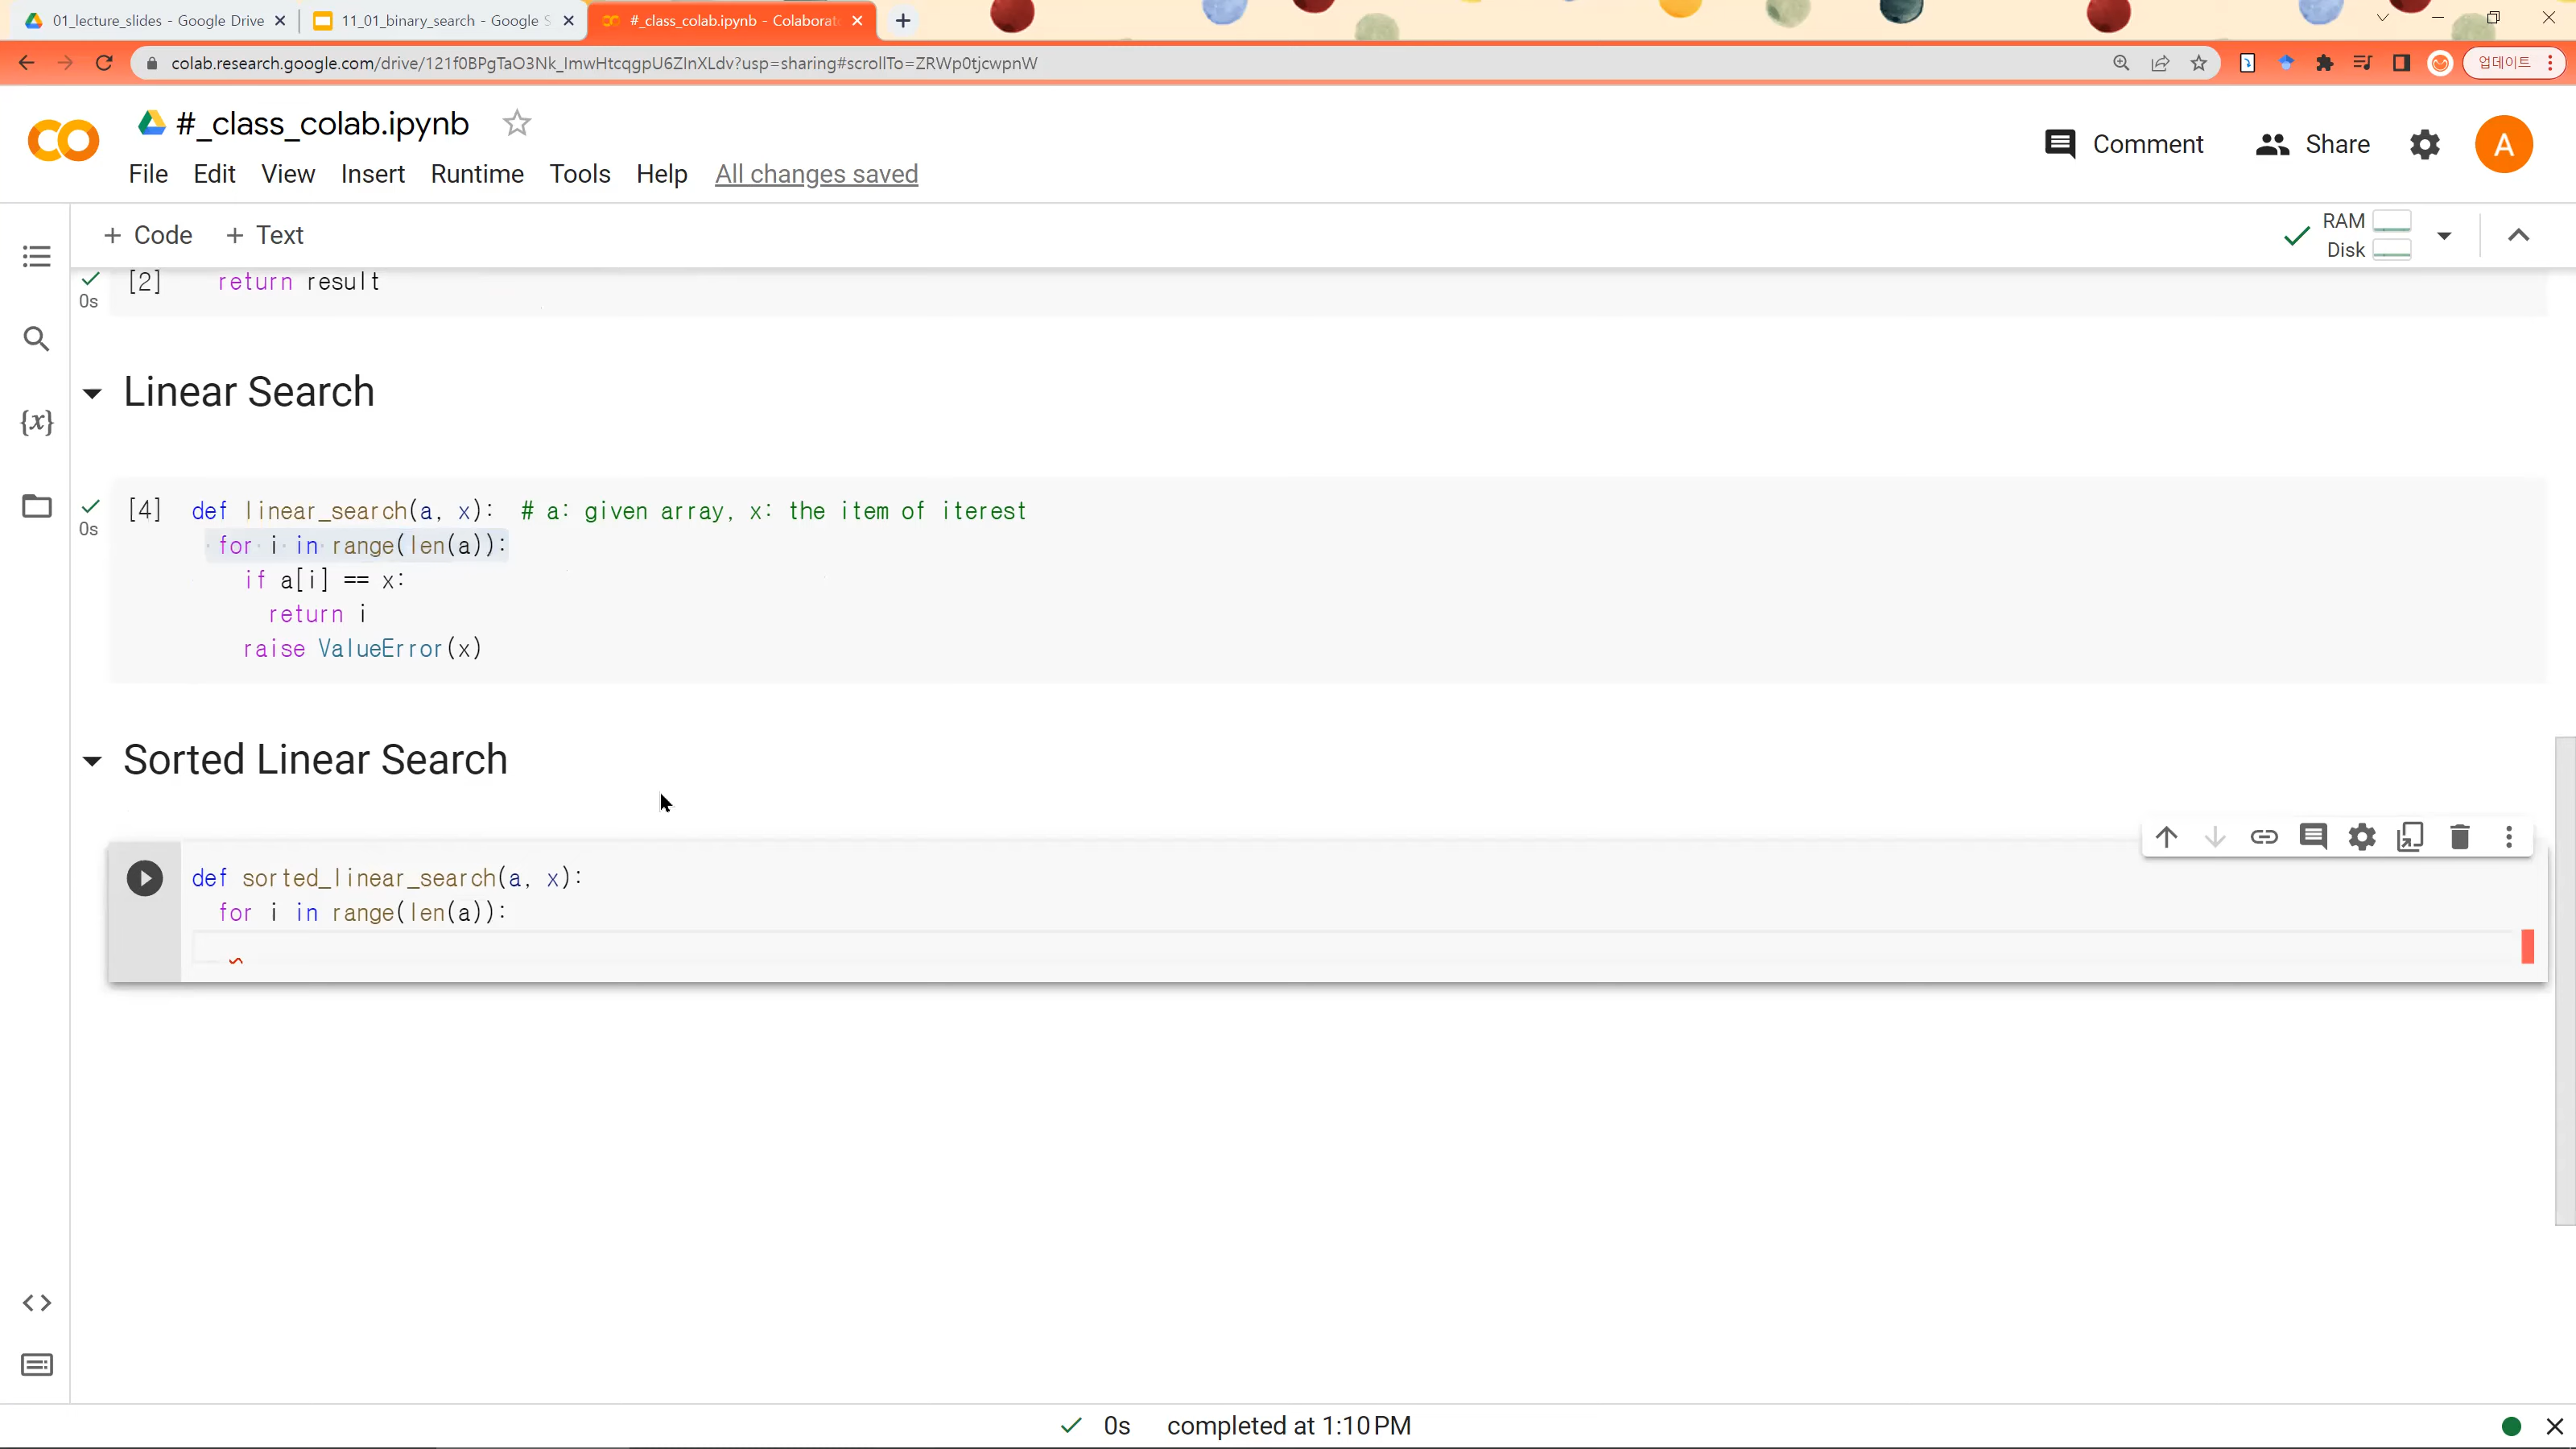 01_lecture_slides - Google Drive
11_01_binary_search - Google S
#_class_colab.ipynb - Colaborat
colab.research.google.com/drive/121f0BPgTaO3Nk_ImwHtcqgpU6ZInXLdv?usp=sharing#scrollTo=ZRWp0tjcwpnW
업데이트
#_class_colab.ipynb
Comment
Share
A
File Edit View Insert Runtime Tools Help All changes saved
+ Code + Text
RAM
Disk
[2] return result
0s
Linear Search
[4] def linear_search(a, x): # a: given array, x: the item of iterest
0s
for i in range(len(a)):
if a[i] == x:
return i
raise ValueError(x)
Sorted Linear Search
def sorted_linear_search(a, x):
for i in range(len(a)):
{x}
0s completed at 1:10 PM